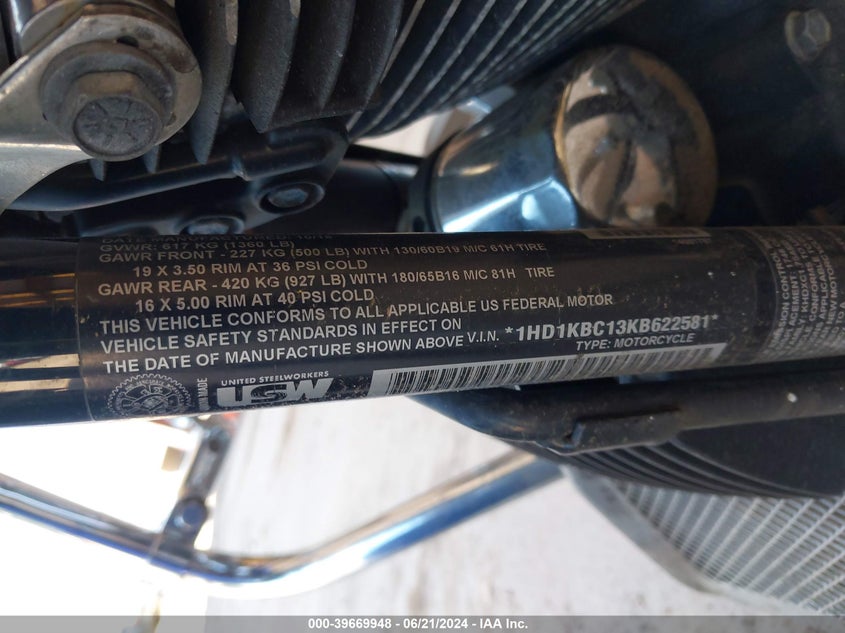 GVWR: 617 KG (1360 LB)
GAWR FRONT - 227 KG (500 LB) WITH 130/60B19 M/C 61H TIRE
19 X 3.50 RIM AT 36 PSI COLD
GAWR REAR - 420 KG (927 LB) WITH 180/65B16 M/C 81H TIRE
16 X 5.00 RIM AT 40 PSI COLD
THIS VEHICLE CONFORMS TO ALL APPLICABLE US FEDERAL MOTOR
VEHICLE SAFETY STANDARDS IN EFFECT ON
THE DATE OF MANUFACTURE SHOWN ABOVE V.I.N. *1HD1KBC13KB622581*
TYPE: MOTORCYCLE
UNION MADE
UNITED STEELWORKERS
USW
000-39669948 - 06/21/2024 - IAA Inc.